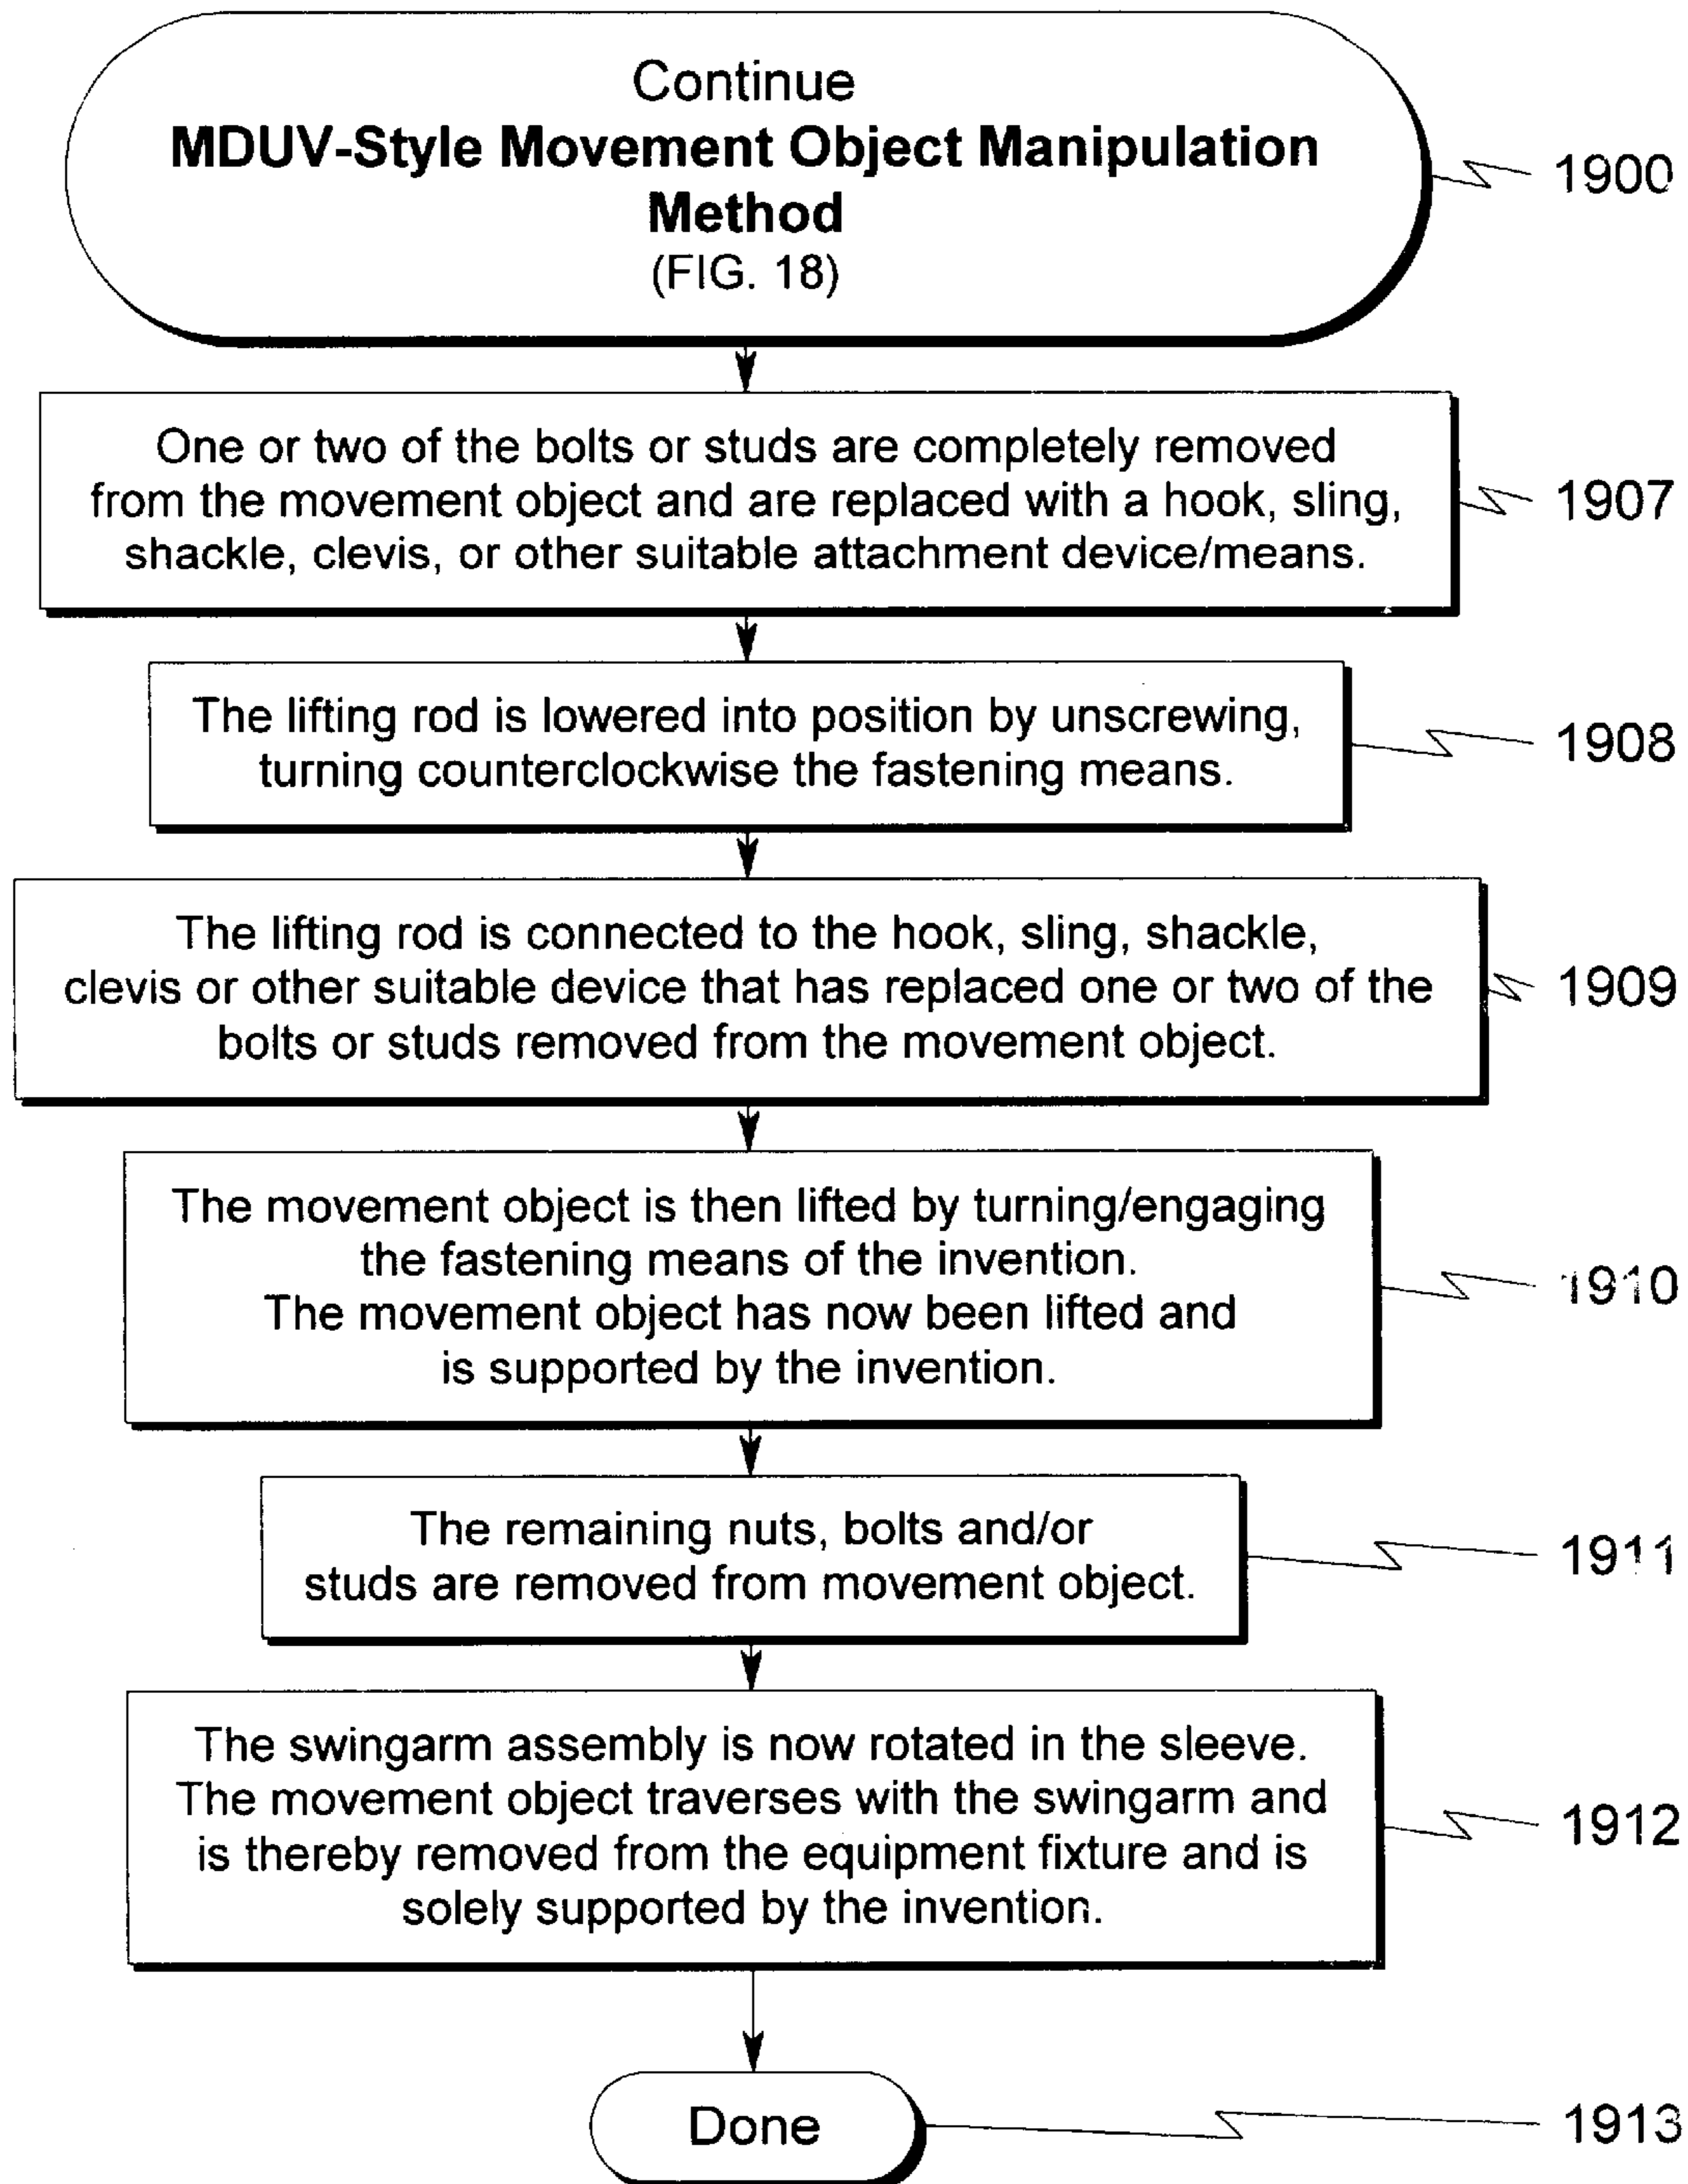 Continue
MDUV-Style Movement Object Manipulation
Method
(FIG. 18)
1900
One or two of the bolts or studs are completely removed
from the movement object and are replaced with a hook, sling,
shackle, clevis, or other suitable attachment device/means.
1907
The lifting rod is lowered into position by unscrewing,
turning counterclockwise the fastening means.
1908
The lifting rod is connected to the hook, sling, shackle,
clevis or other suitable device that has replaced one or two of the
bolts or studs removed from the movement object.
1909
The movement object is then lifted by turning/engaging
the fastening means of the invention.
The movement object has now been lifted and
is supported by the invention.
1910
The remaining nuts, bolts and/or
studs are removed from movement object.
1911
The swingarm assembly is now rotated in the sleeve.
The movement object traverses with the swingarm and
is thereby removed from the equipment fixture and is
solely supported by the invention.
1912
Done
1913